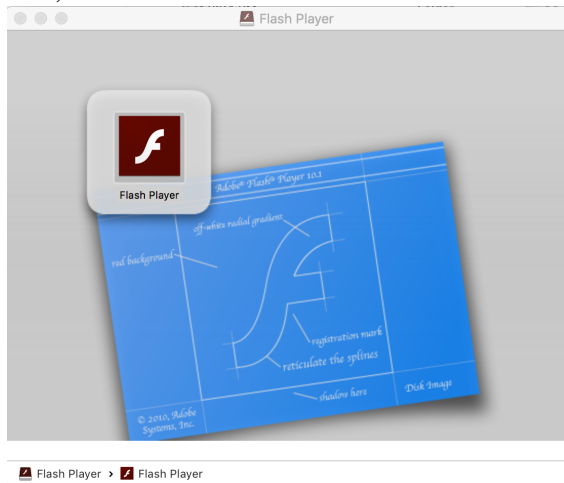 Flash Player
Flash Player
Adobe® Flash® Player 10.1
off-white radial gradient
red background
registration mark
reticulate the splines
shadow here
Disk Image
© 2010, Adobe
Systems, Inc.
Flash Player › Flash Player